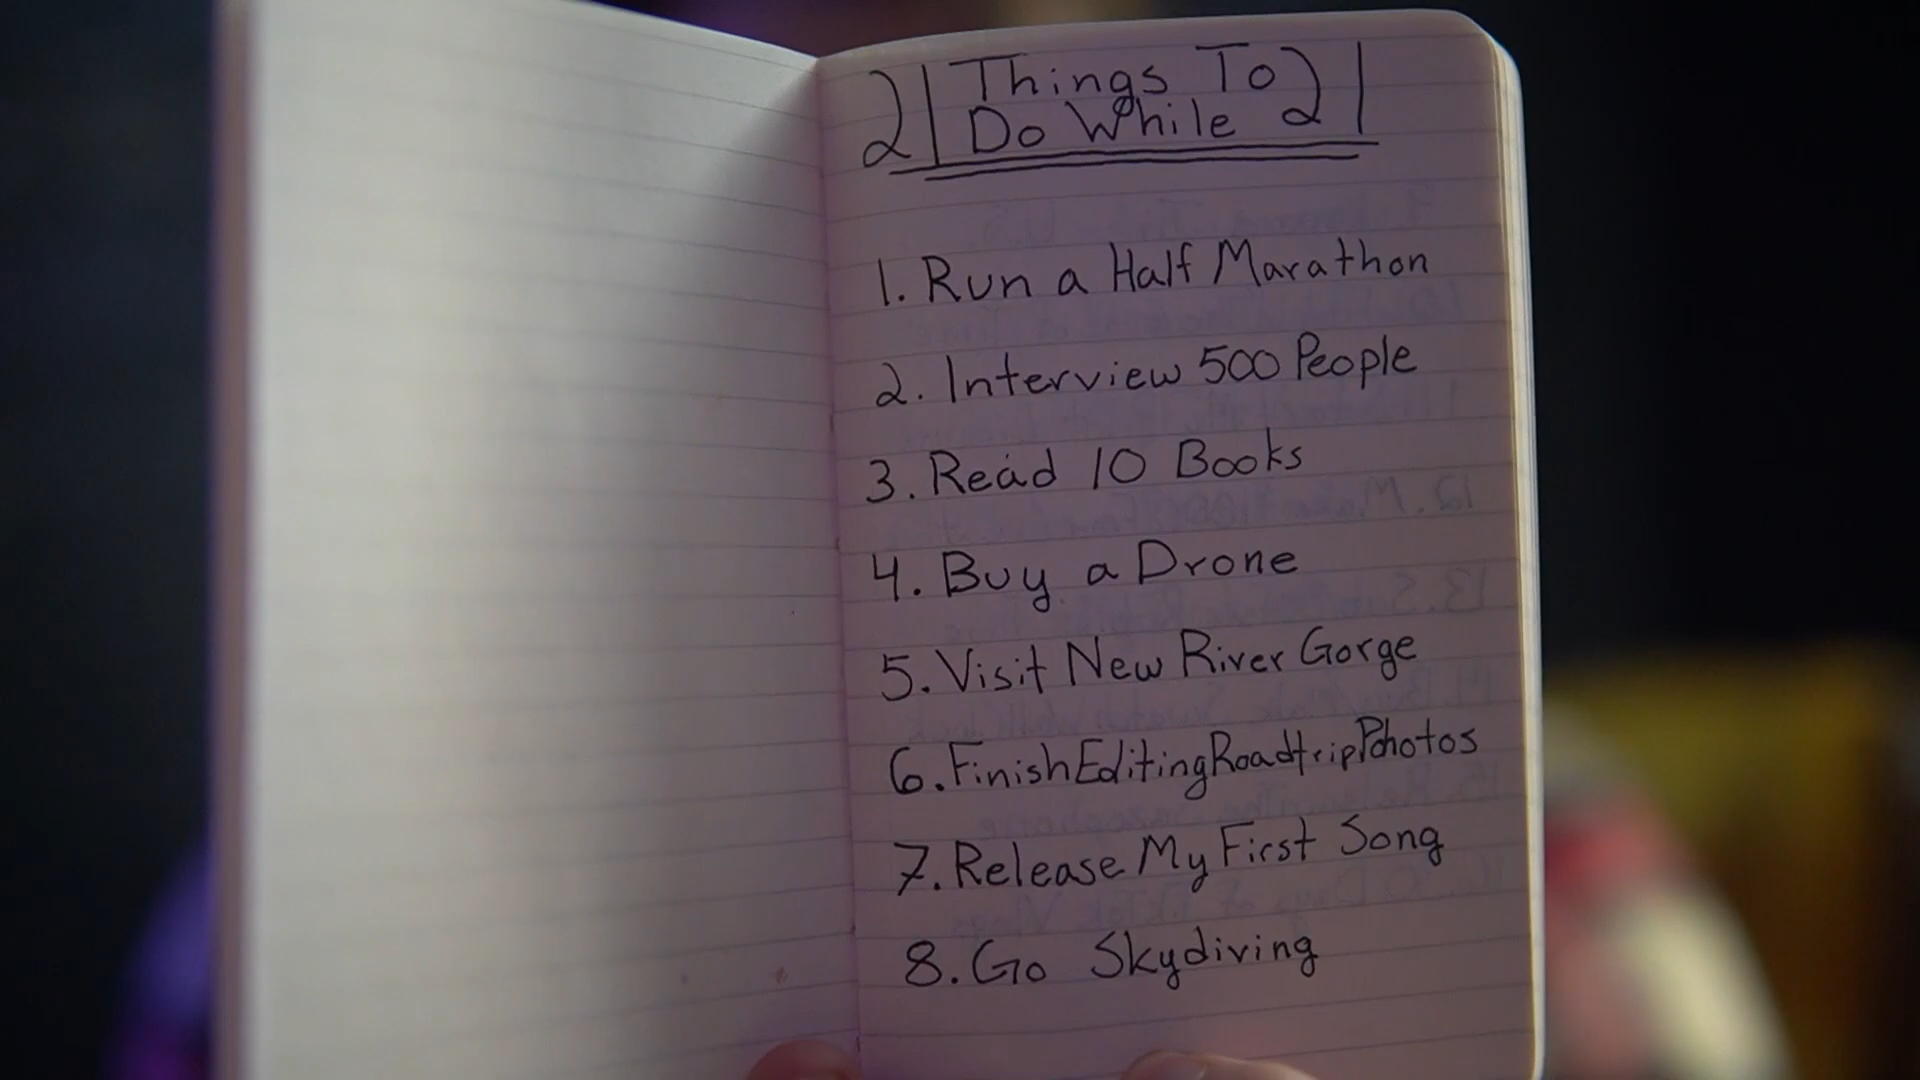 21 Things To
Do While 21
1. Run a Half Marathon
2. Interview 500 People
3. Read 10 Books
4. Buy a Drone
5. Visit New River Gorge
6. Finish Editing Roadtrip Photos
7. Release My First Song
8. Go Skydiving